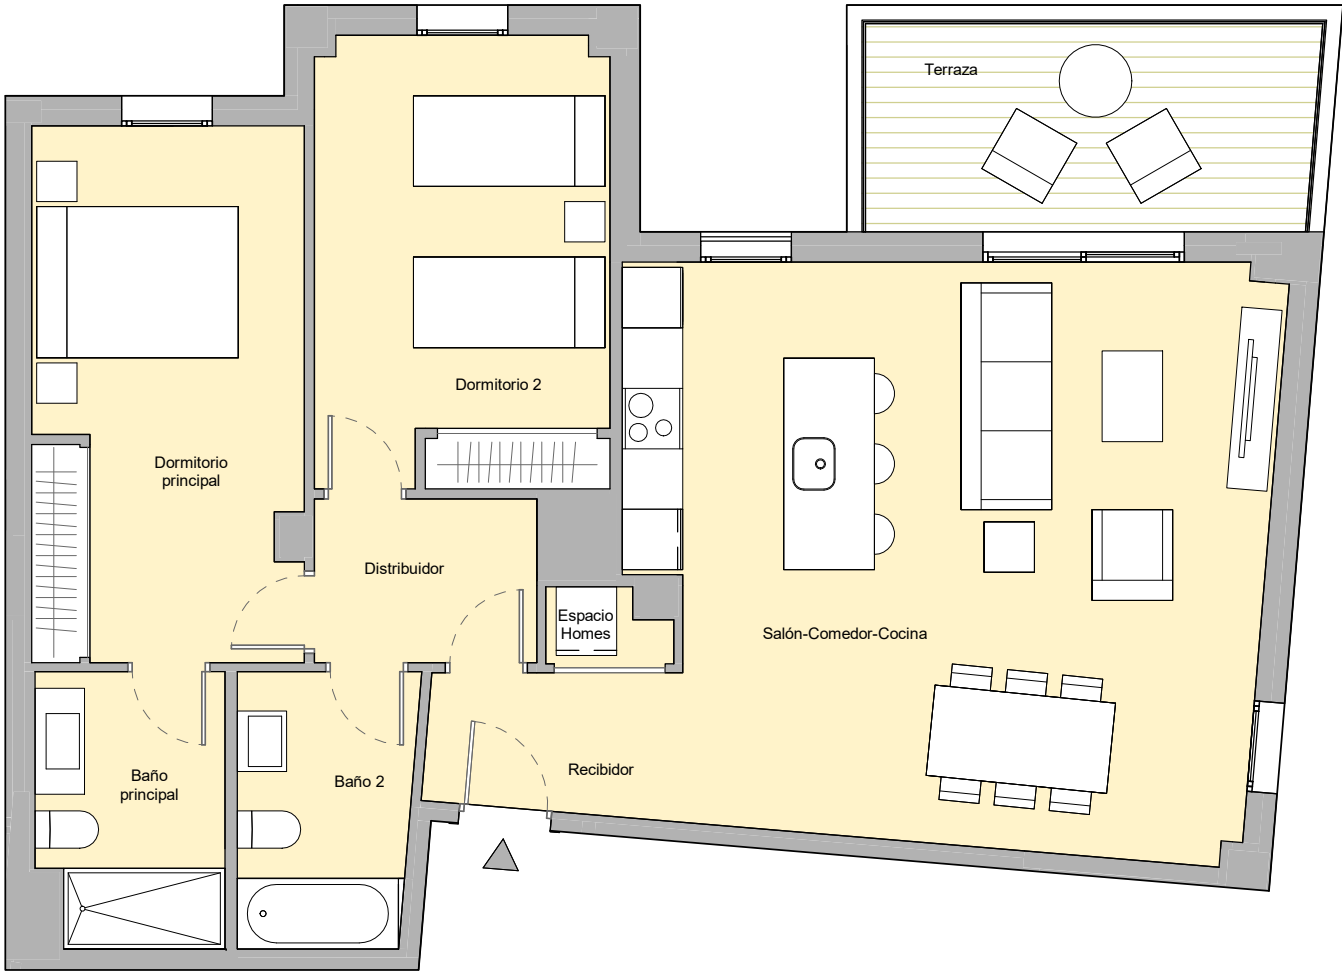 Terraza
Dormitorio 2
Dormitorio
principal
Distribuidor
Espacio
Homes
Salón-Comedor-Cocina
Recibidor
Baño
principal
Baño 2